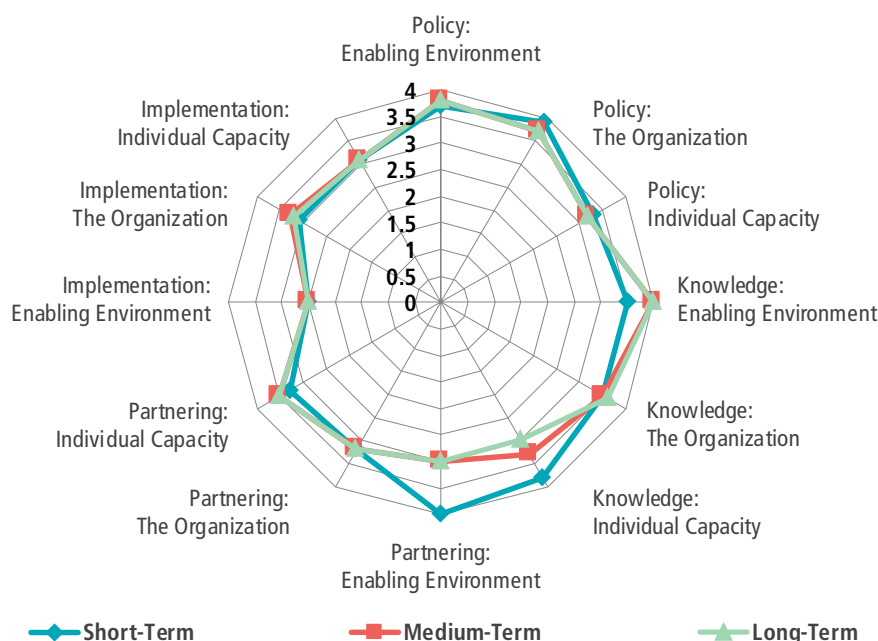 Policy:
Enabling Environment
Implementation:
Individual Capacity
Policy:
The Organization
Implementation:
The Organization
Policy:
Individual Capacity
Implementation:
Enabling Environment
Knowledge:
Enabling Environment
Partnering:
Individual Capacity
Knowledge:
The Organization
Partnering:
The Organization
Knowledge:
Individual Capacity
Partnering:
Enabling Environment
4
3.5
3
2.5
2
1.5
1
0.5
0
Short-Term
Medium-Term
Long-Term